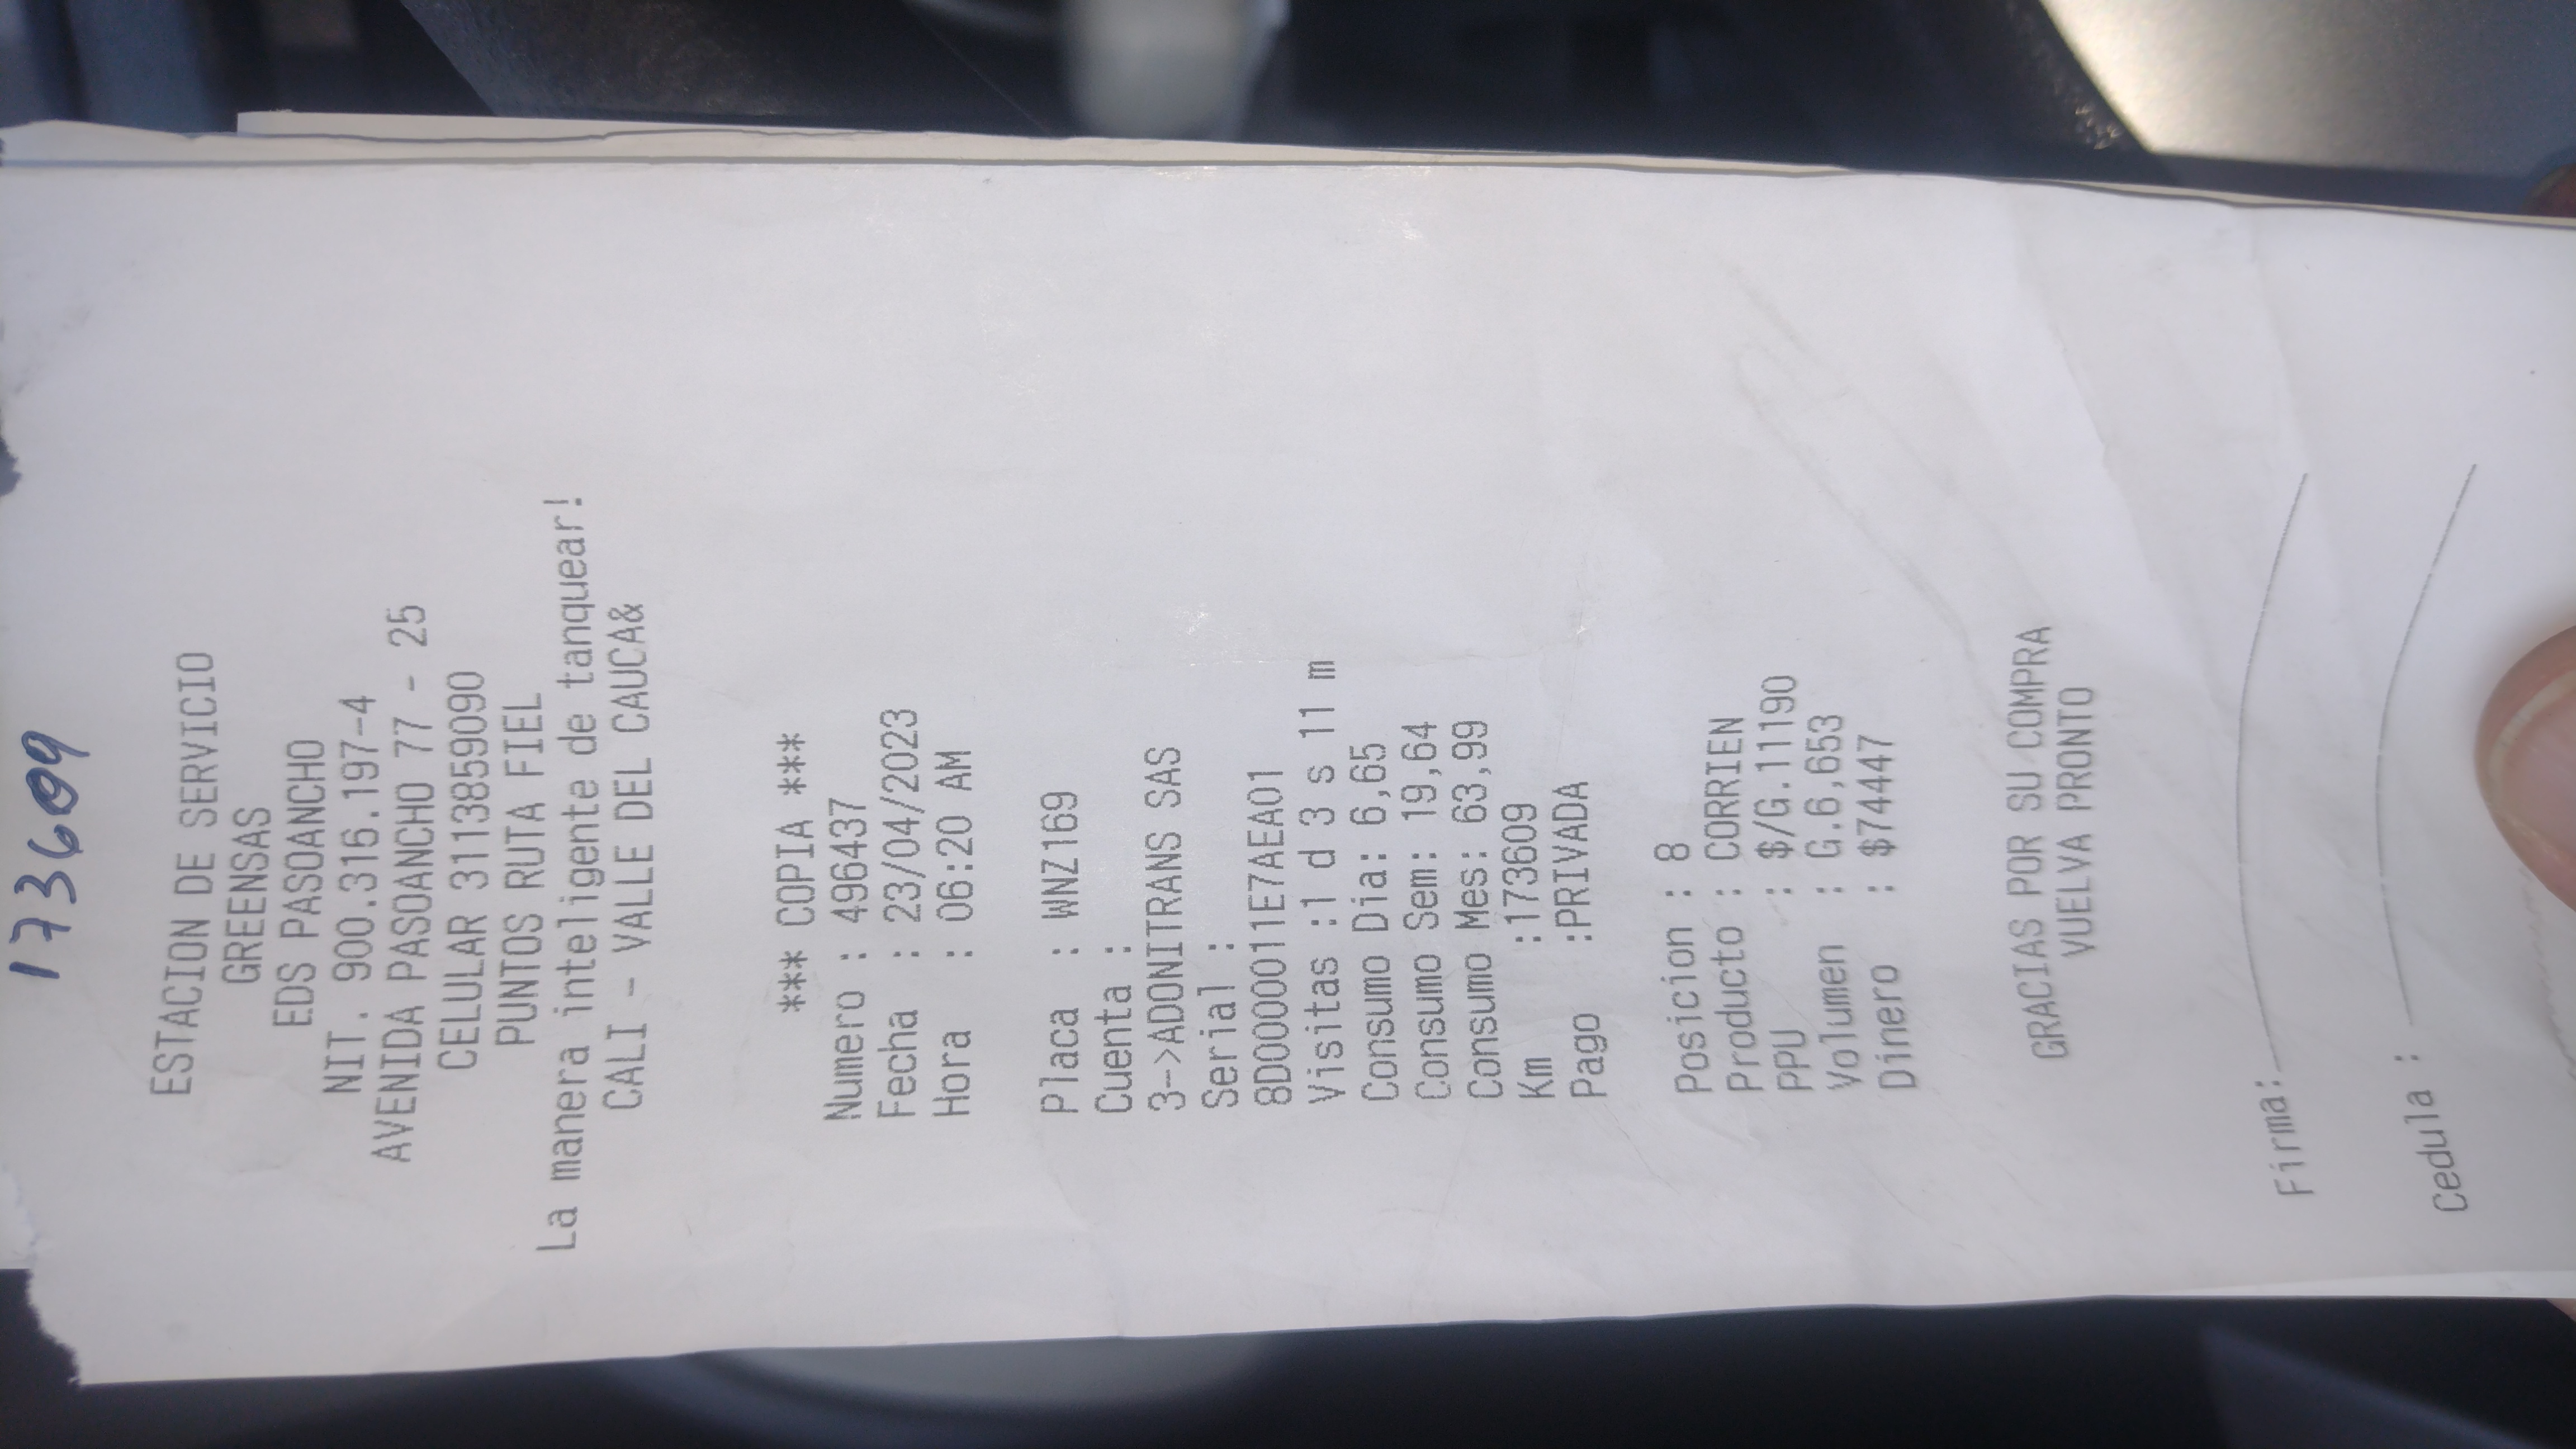 173609
ESTACION DE SERVICIO
GREENSAS
EDS PASOANCHO
NIT. 900.316.197-4
AVENIDA PASOANCHO 77 - 25
CELULAR 3113859090
PUNTOS RUTA FIEL
La manera inteligente de tanquear!
CALI - VALLE DEL CAUCA&
*** COPIA ***
Numero : 4964437
Fecha : 23/04/2023
Hora : 06:20 AM
Placa : WNZ169
Cuenta :
3->ADONITRANS SAS
Serial :
8D000011E7AEA01
Visitas :1 d 3 s 11 m
Consumo Dia: 6,65
Consumo Sem: 19,64
Consumo Mes: 63,99
Km :173609
Pago :PRIVADA
Posicion : 8
Producto : CORRIEN
PPU : $/G.11190
Volumen : G.6,653
Dinero : $74447
GRACIAS POR SU COMPRA
VUELVA PRONTO
Firma:
Cedula :